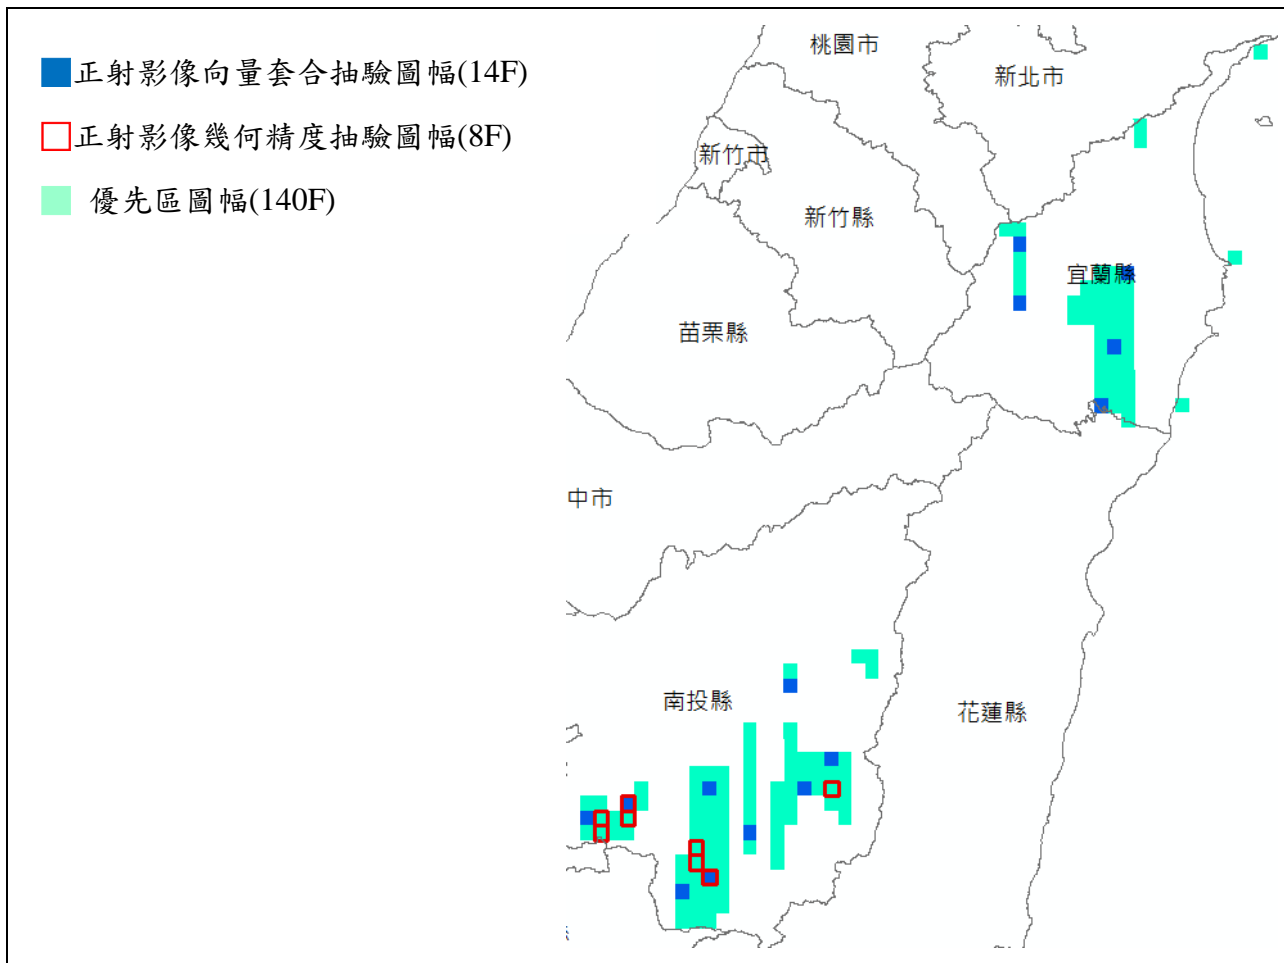 正射影像向量套合抽驗圖幅(14F)
正射影像幾何精度抽驗圖幅(8F)
優先區圖幅(140F)
桃園市
新北市
新竹市
新竹縣
宜蘭縣
苗栗縣
中市
南投縣
花蓮縣